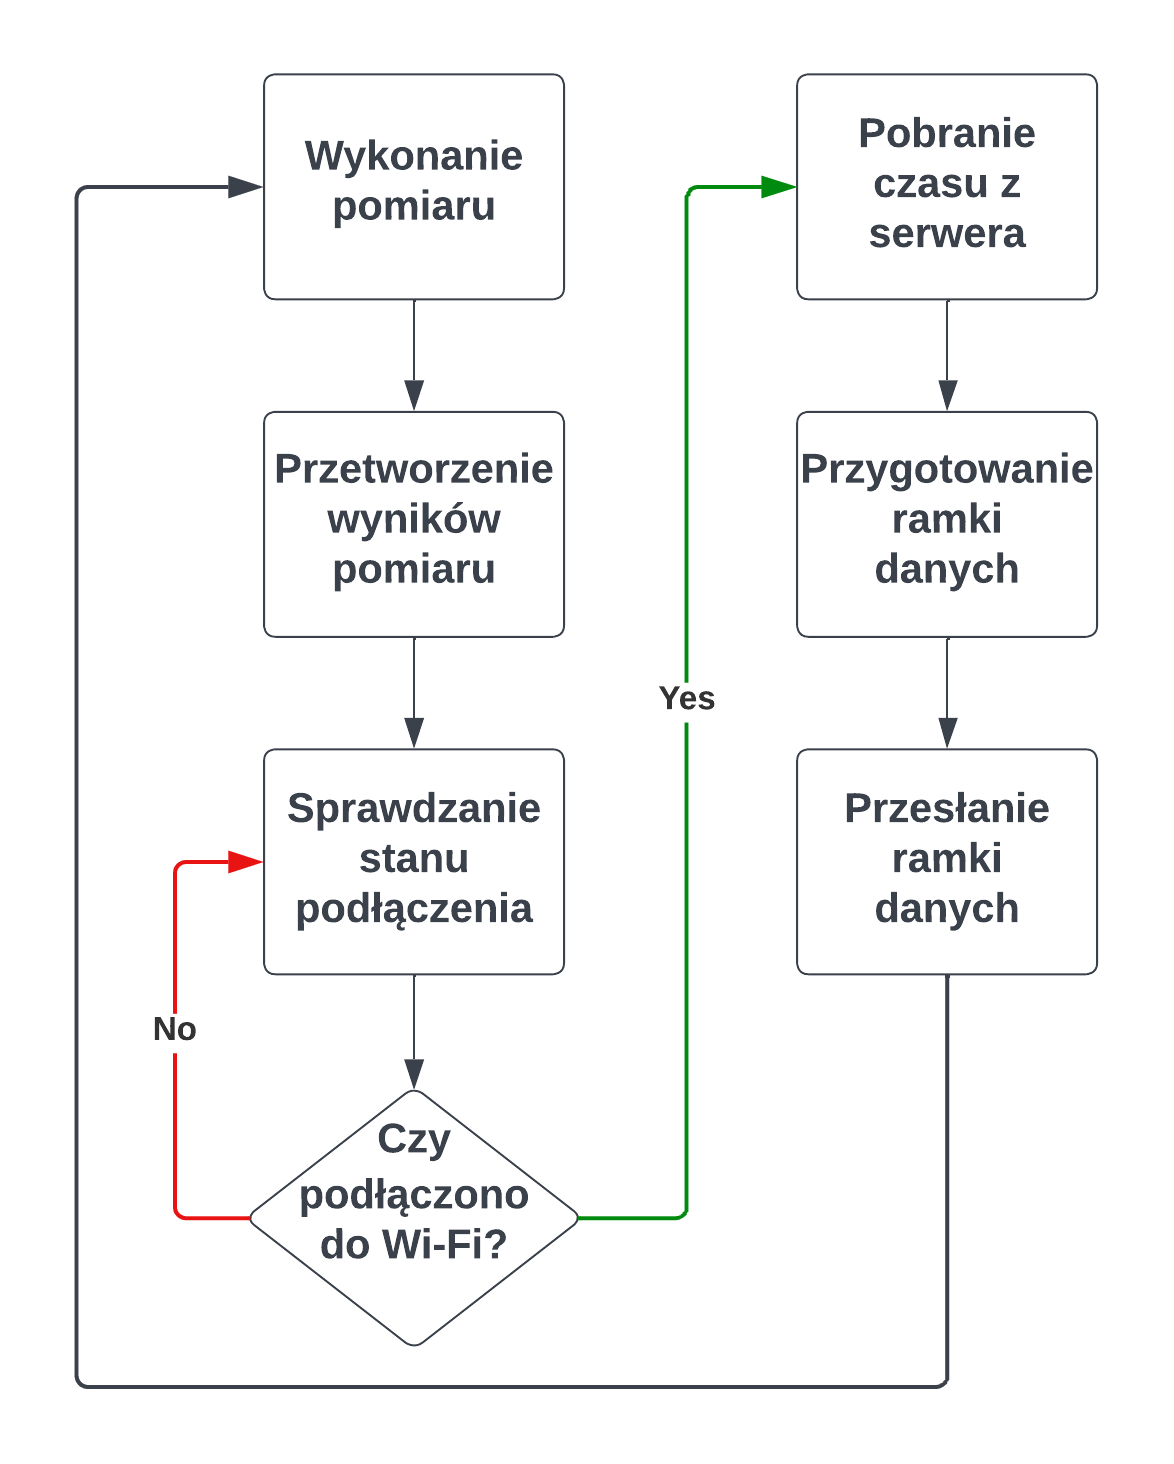 Wykonanie
pomiaru
Przetworzenie
wyników
pomiaru
Sprawdzanie
stanu
podłączenia
No
Czy
podłączono
do Wi-Fi?
Yes
Pobranie
czasu z
serwera
Przygotowanie
ramki
danych
Przesłanie
ramki
danych